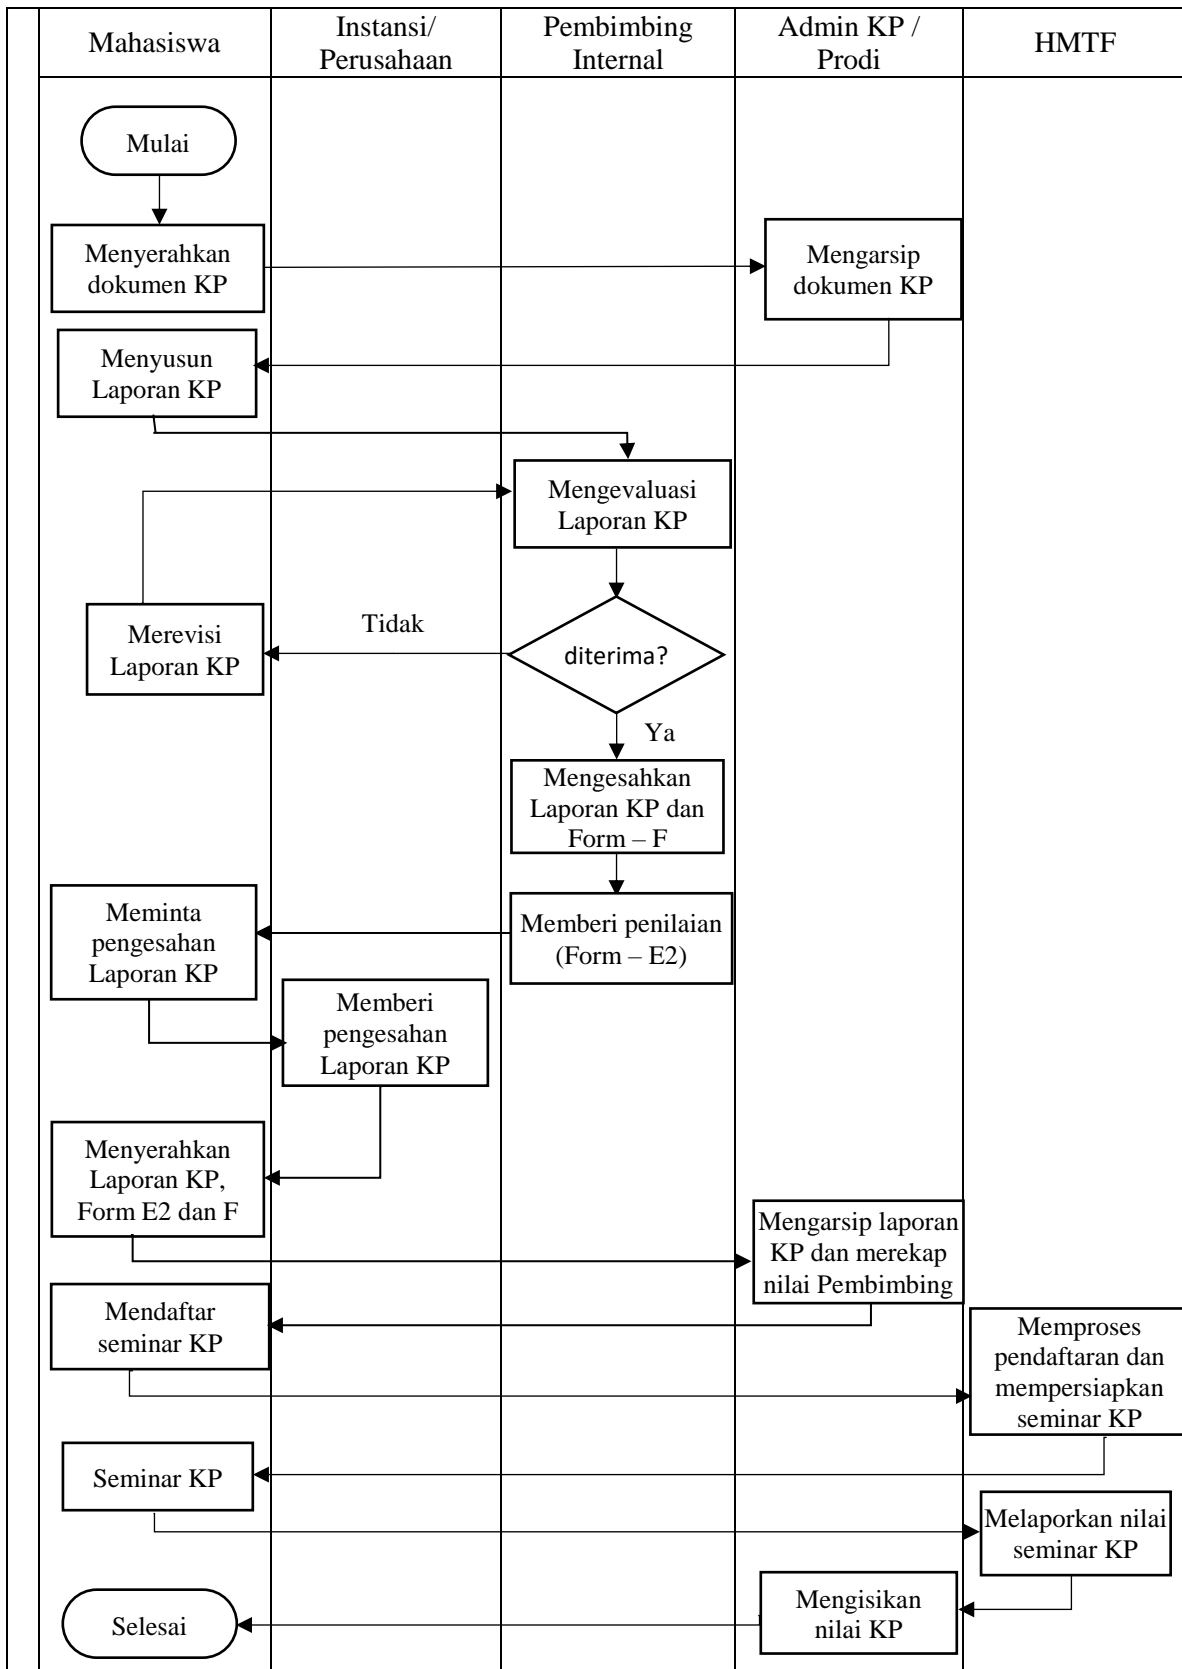 Mahasiswa
Instansi/
Perusahaan
Pembimbing
Internal
Admin KP /
Prodi
HMTF
Mulai
Menyerahkan
dokumen KP
Mengarsip
dokumen KP
Menyusun
Laporan KP
Mengevaluasi
Laporan KP
Merevisi
Laporan KP
Tidak
diterima?
Ya
Mengesahkan
Laporan KP dan
Form – F
Memberi penilaian
(Form – E2)
Meminta
pengesahan
Laporan KP
Memberi
pengesahan
Laporan KP
Menyerahkan
Laporan KP,
Form E2 dan F
Mengarsip laporan
KP dan merekap
nilai Pembimbing
Mendaftar
seminar KP
Memproses
pendaftaran dan
mempersiapkan
seminar KP
Seminar KP
Melaporkan nilai
seminar KP
Mengisikan
nilai KP
Selesai